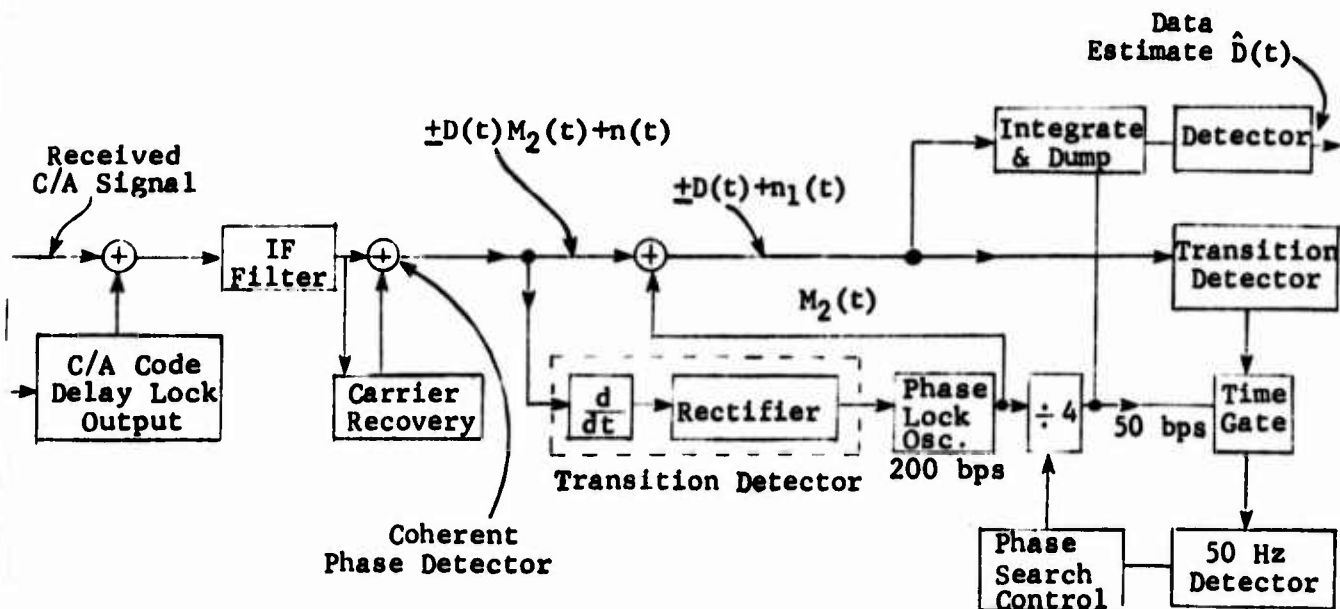 Data
Estimate D̂(t)
±D(t)M₂(t)+n(t)
Integrate
& Dump
Detector
Received
C/A Signal
±D(t)+n₁(t)
+
IF
Filter
+
+
Transition
Detector
M₂(t)
C/A Code
Delay Lock
Output
Carrier
Recovery
d
dt
Rectifier
Phase
Lock
Osc.
÷4
50 bps
Time
Gate
200 bps
Transition Detector
Coherent
Phase Detector
Phase
Search
Control
50 Hz
Detector